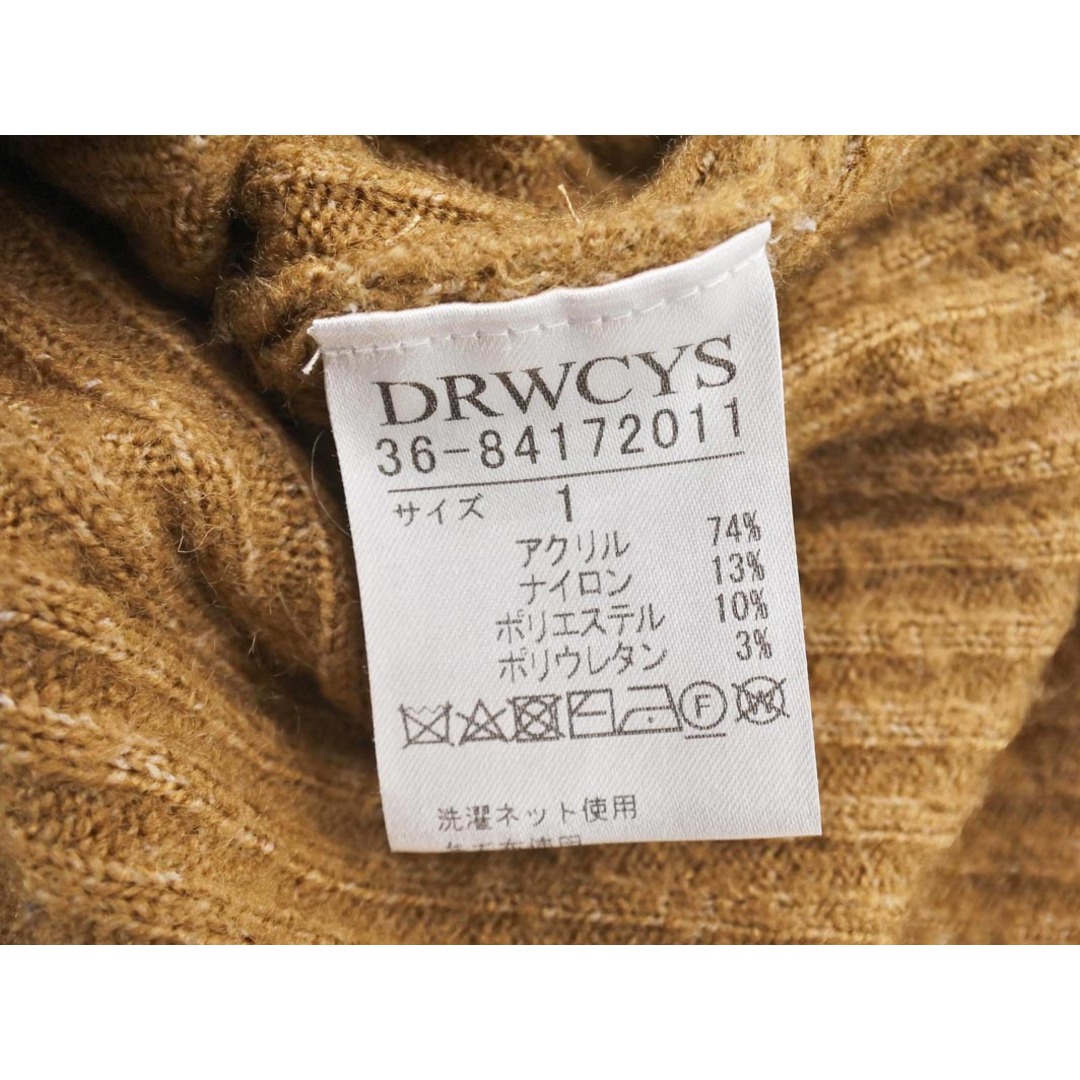 DRWCYS
36-84172011
サイズ 1
アクリル 74%
ナイロン 13%
ポリエステル 10%
ポリウレタン 3%
F W
洗濯ネット使用